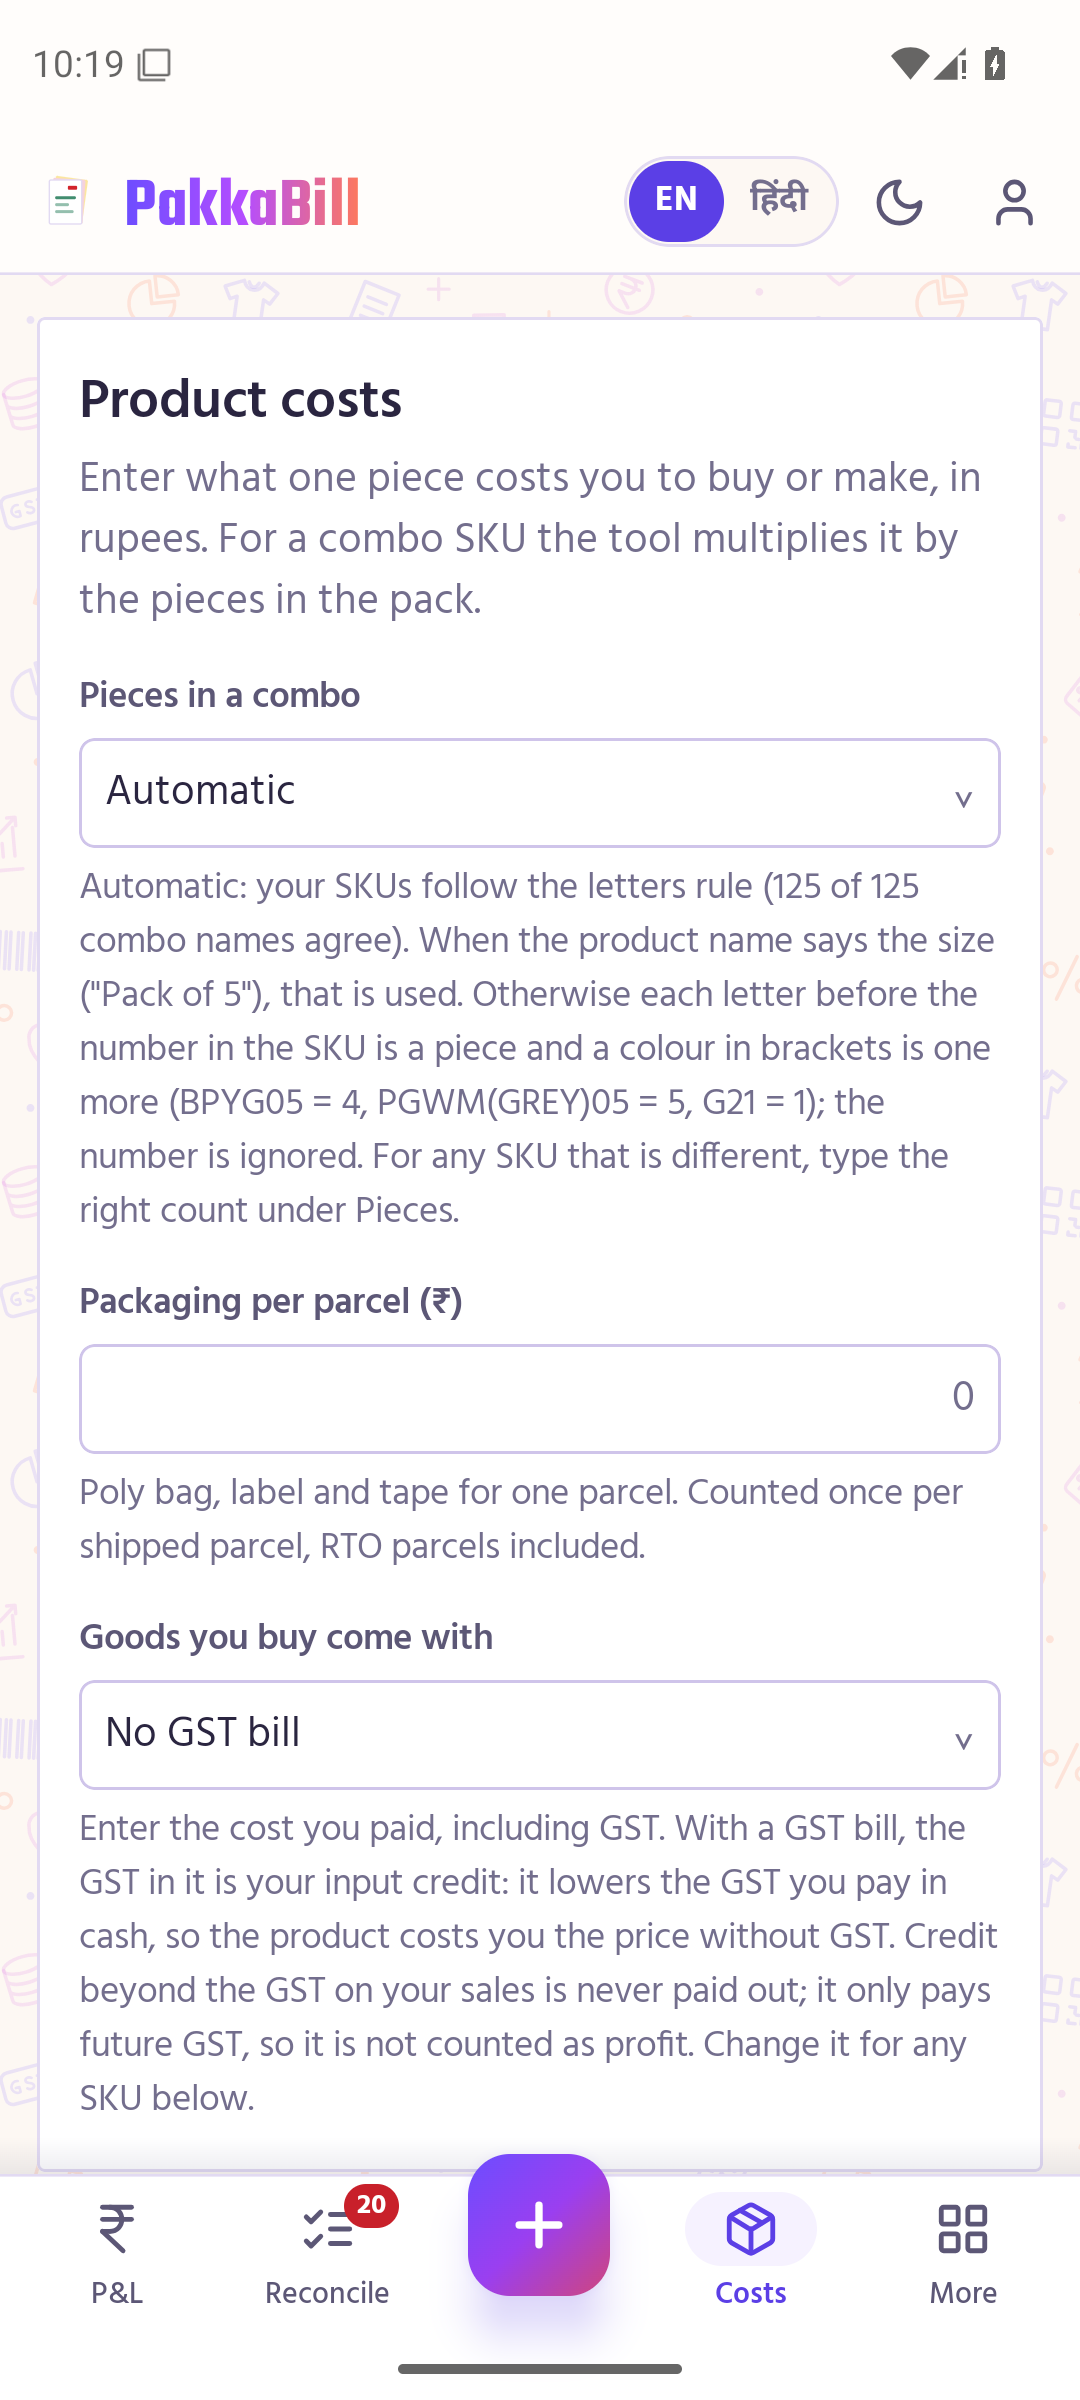 10:19
PakkaBill
EN हिंदी
Product costs
Enter what one piece costs you to buy or make, in
rupees. For a combo SKU the tool multiplies it by
the pieces in the pack.
Pieces in a combo
Automatic
Automatic: your SKUs follow the letters rule (125 of 125
combo names agree). When the product name says the size
("Pack of 5"), that is used. Otherwise each letter before the
number in the SKU is a piece and a colour in brackets is one
more (BPYG05 = 4, PGWM(GREY)05 = 5, G21 = 1); the
number is ignored. For any SKU that is different, type the
right count under Pieces.
Packaging per parcel (₹)
0
Poly bag, label and tape for one parcel. Counted once per
shipped parcel, RTO parcels included.
Goods you buy come with
No GST bill
Enter the cost you paid, including GST. With a GST bill, the
GST in it is your input credit: it lowers the GST you pay in
cash, so the product costs you the price without GST. Credit
beyond the GST on your sales is never paid out; it only pays
future GST, so it is not counted as profit. Change it for any
SKU below.
20
P&L Reconcile Costs More